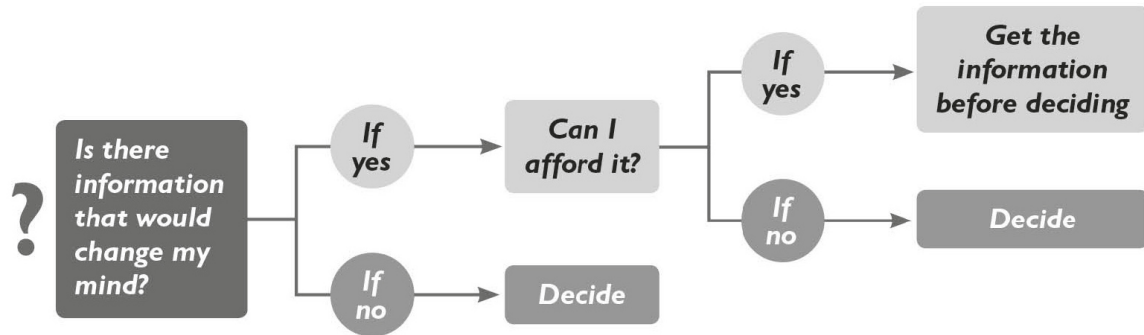 ?
Is there
information
that would
change my
mind?
If
yes
Can I
afford it?
If
yes
Get the
information
before deciding
If
no
Decide
If
no
Decide